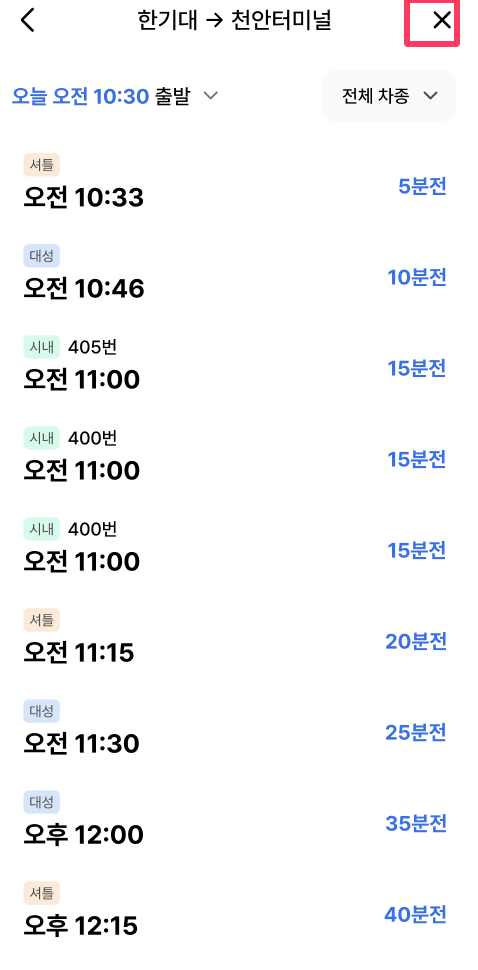 한기대 → 천안터미널
오늘 오전 10:30 출발
전체 차종
셔틀
오전 10:33
5분전
대성
오전 10:46
10분전
시내 405번
오전 11:00
15분전
시내 400번
오전 11:00
15분전
시내 400번
오전 11:00
15분전
셔틀
오전 11:15
20분전
대성
오전 11:30
25분전
대성
오후 12:00
35분전
셔틀
오후 12:15
40분전